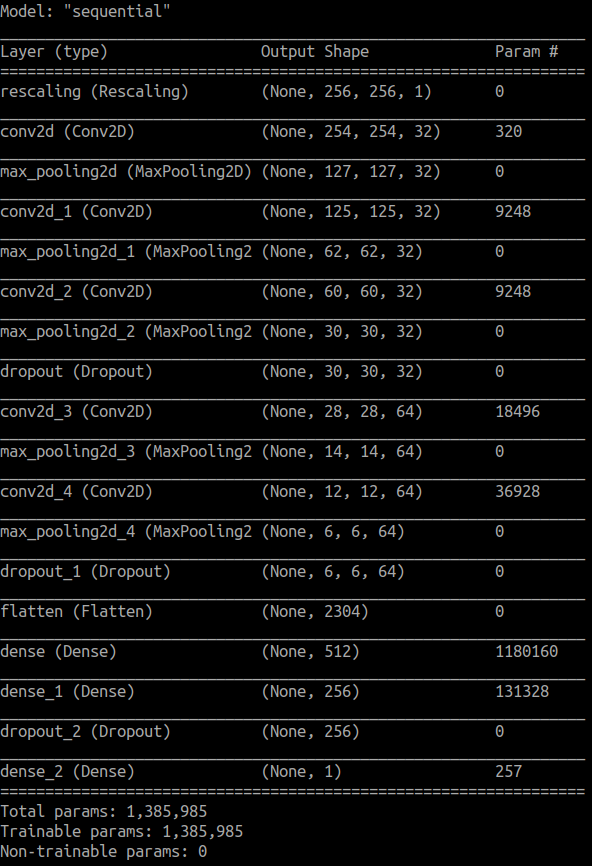 Model: "sequential"
Layer (type) Output Shape Param #
rescaling (Rescaling) (None, 256, 256, 1) 0
conv2d (Conv2D) (None, 254, 254, 32) 320
max_pooling2d (MaxPooling2D) (None, 127, 127, 32) 0
conv2d_1 (Conv2D) (None, 125, 125, 32) 9248
max_pooling2d_1 (MaxPooling2 (None, 62, 62, 32) 0
conv2d_2 (Conv2D) (None, 60, 60, 32) 9248
max_pooling2d_2 (MaxPooling2 (None, 30, 30, 32) 0
dropout (Dropout) (None, 30, 30, 32) 0
conv2d_3 (Conv2D) (None, 28, 28, 64) 18496
max_pooling2d_3 (MaxPooling2 (None, 14, 14, 64) 0
conv2d_4 (Conv2D) (None, 12, 12, 64) 36928
max_pooling2d_4 (MaxPooling2 (None, 6, 6, 64) 0
dropout_1 (Dropout) (None, 6, 6, 64) 0
flatten (Flatten) (None, 2304) 0
dense (Dense) (None, 512) 1180160
dense_1 (Dense) (None, 256) 131328
dropout_2 (Dropout) (None, 256) 0
dense_2 (Dense) (None, 1) 257
Total params: 1,385,985
Trainable params: 1,385,985
Non-trainable params: 0